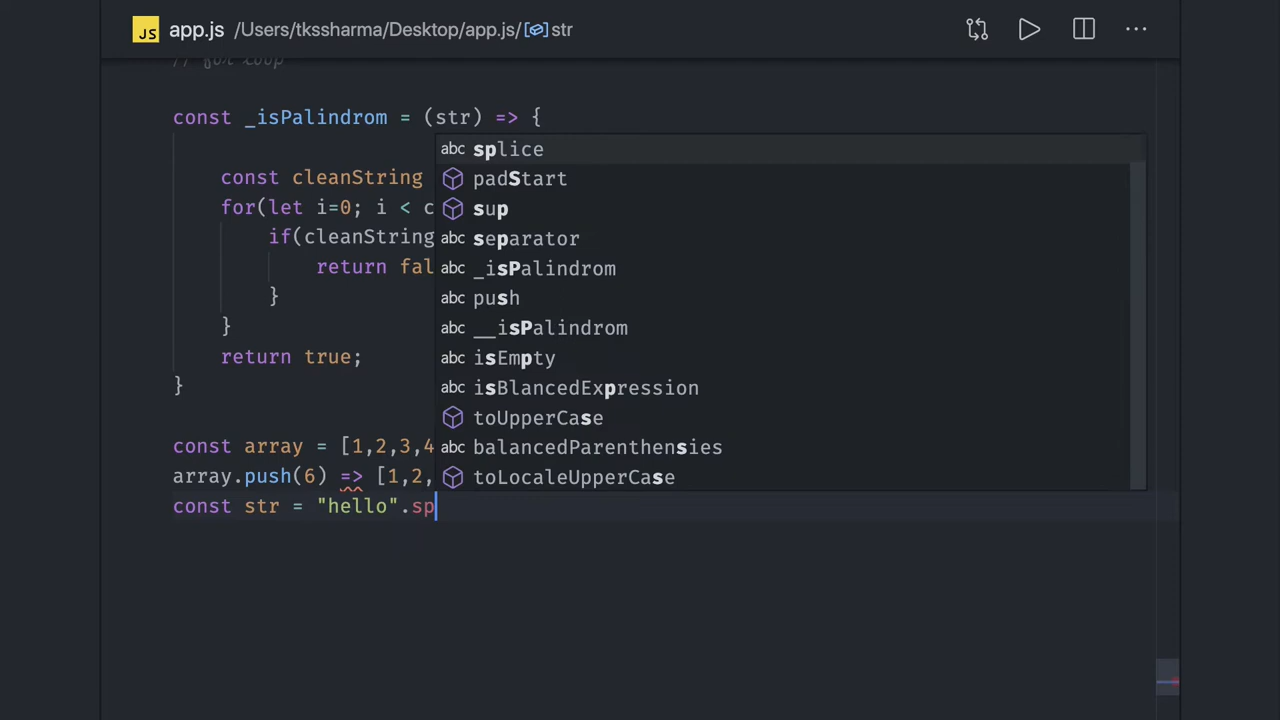 JS app.js /Users/tkssharma/Desktop/app.js/str
// for loop
const _isPalindrom = (str) => {
const cleanString
for(let i=0; i < c
if(cleanString
return fal
}
}
return true;
}
const array = [1,2,3,4
array.push(6) => [1,2,
const str = "hello".sp
abc splice
padStart
sup
abc separator
abc _isPalindrom
abc push
abc __isPalindrom
abc isEmpty
abc isBlancedExpression
toUpperCase
abc balancedParenthensies
toLocaleUpperCase